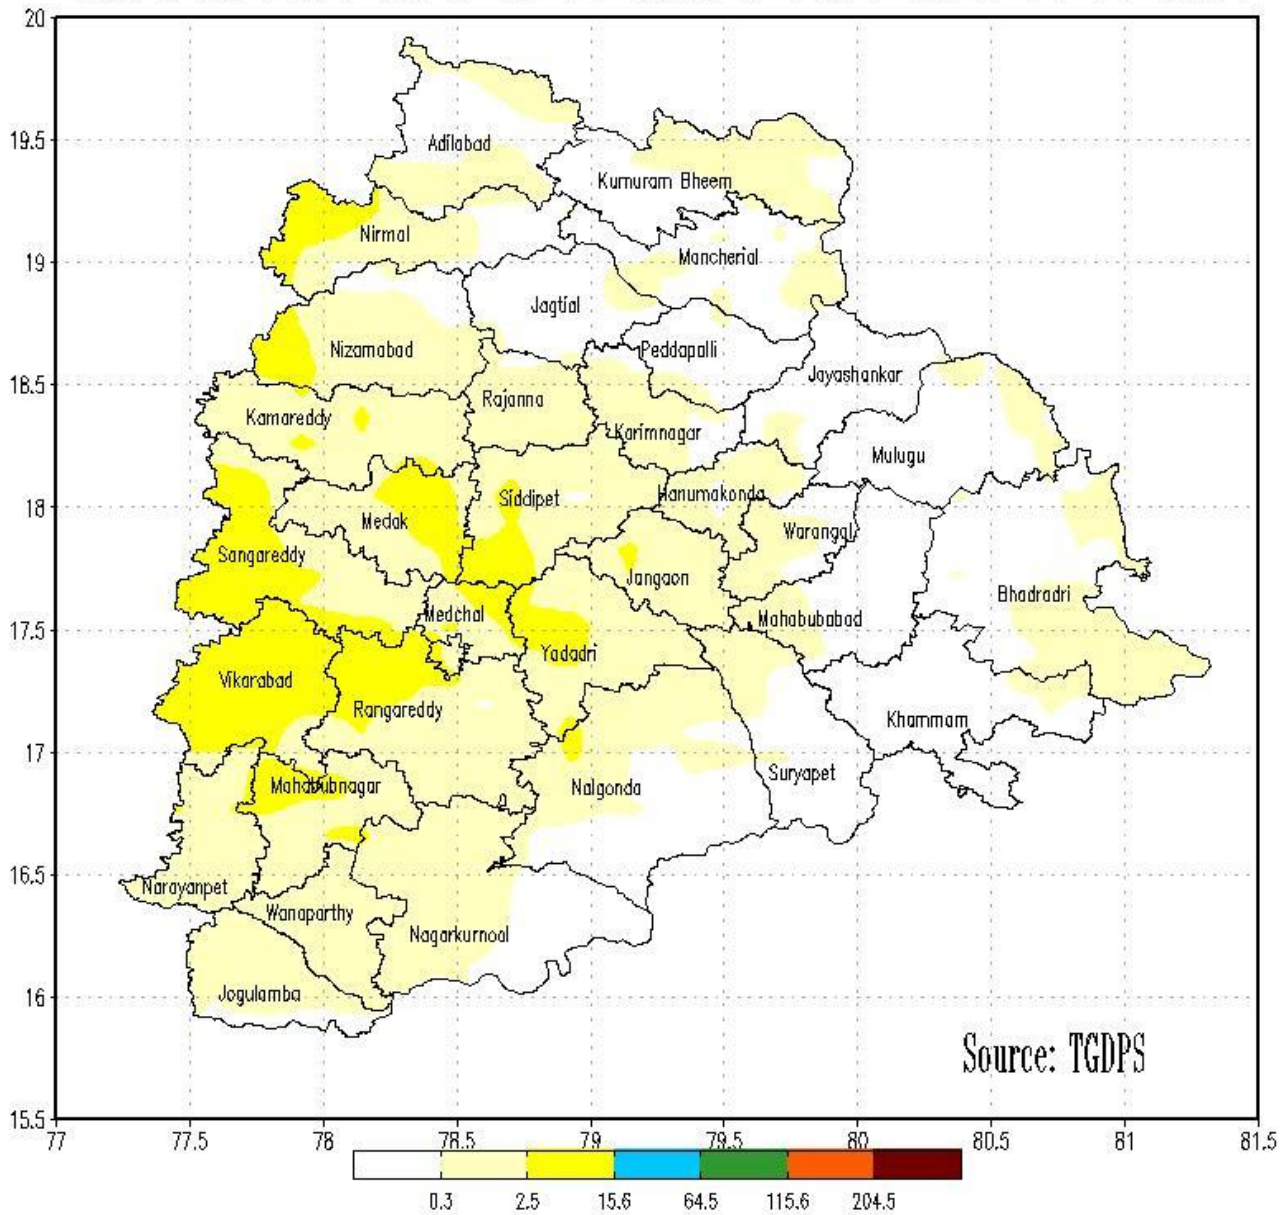 20
19.5
19
18.5
18
17.5
17
16.5
16
15.5
77 77.5 78 78.5 79 79.5 80 80.5 81 81.5
Adilabad
Kumuram Bheem
Nirmal
Mancherial
Jagtial
Nizamabad
Peddapalli
Jayashankar
Rajanna
Kamareddy
Karimnagar
Mulugu
Siddipet
Hanumakonda
Medak
Warangal
Sangareddy
Jangaon
Bhadradri
Medchal
Mahabubabad
Yadadri
Vikarabad
Rangareddy
Khammam
Mahabubnagar
Nalgonda
Suryapet
Narayanpet
Wanaparthy
Nagarkurnool
Jogulamba
Source: TGDPS
0.3 2.5 15.6 64.5 115.6 204.5